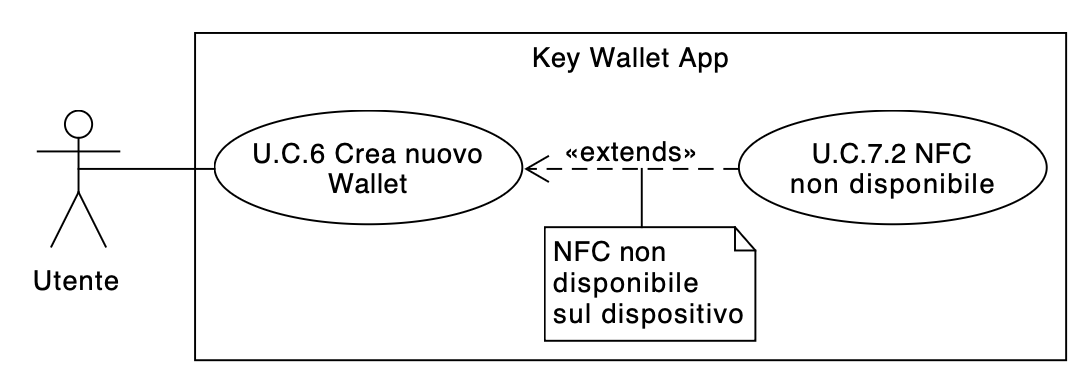 Key Wallet App
U.C.6 Crea nuovo
Wallet
«extends»
U.C.7.2 NFC
non disponibile
NFC non
disponibile
sul dispositivo
Utente